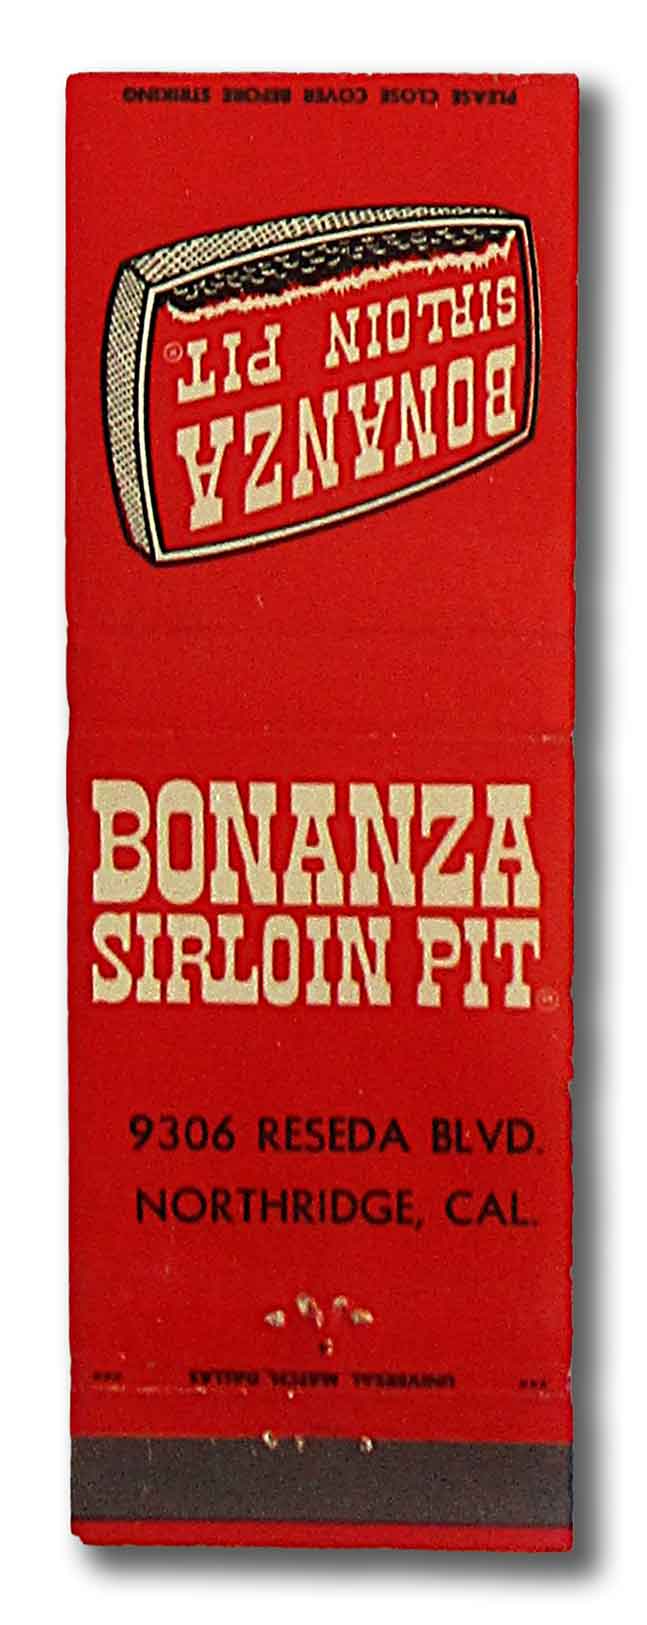 PLEASE CLOSE COVER BEFORE STRIKING
BONANZA
SIRLOIN PIT®
BONANZA
SIRLOIN PIT®
9306 RESEDA BLVD.
NORTHRIDGE, CAL.
*** UNIVERSAL MATCH, DALLAS ***